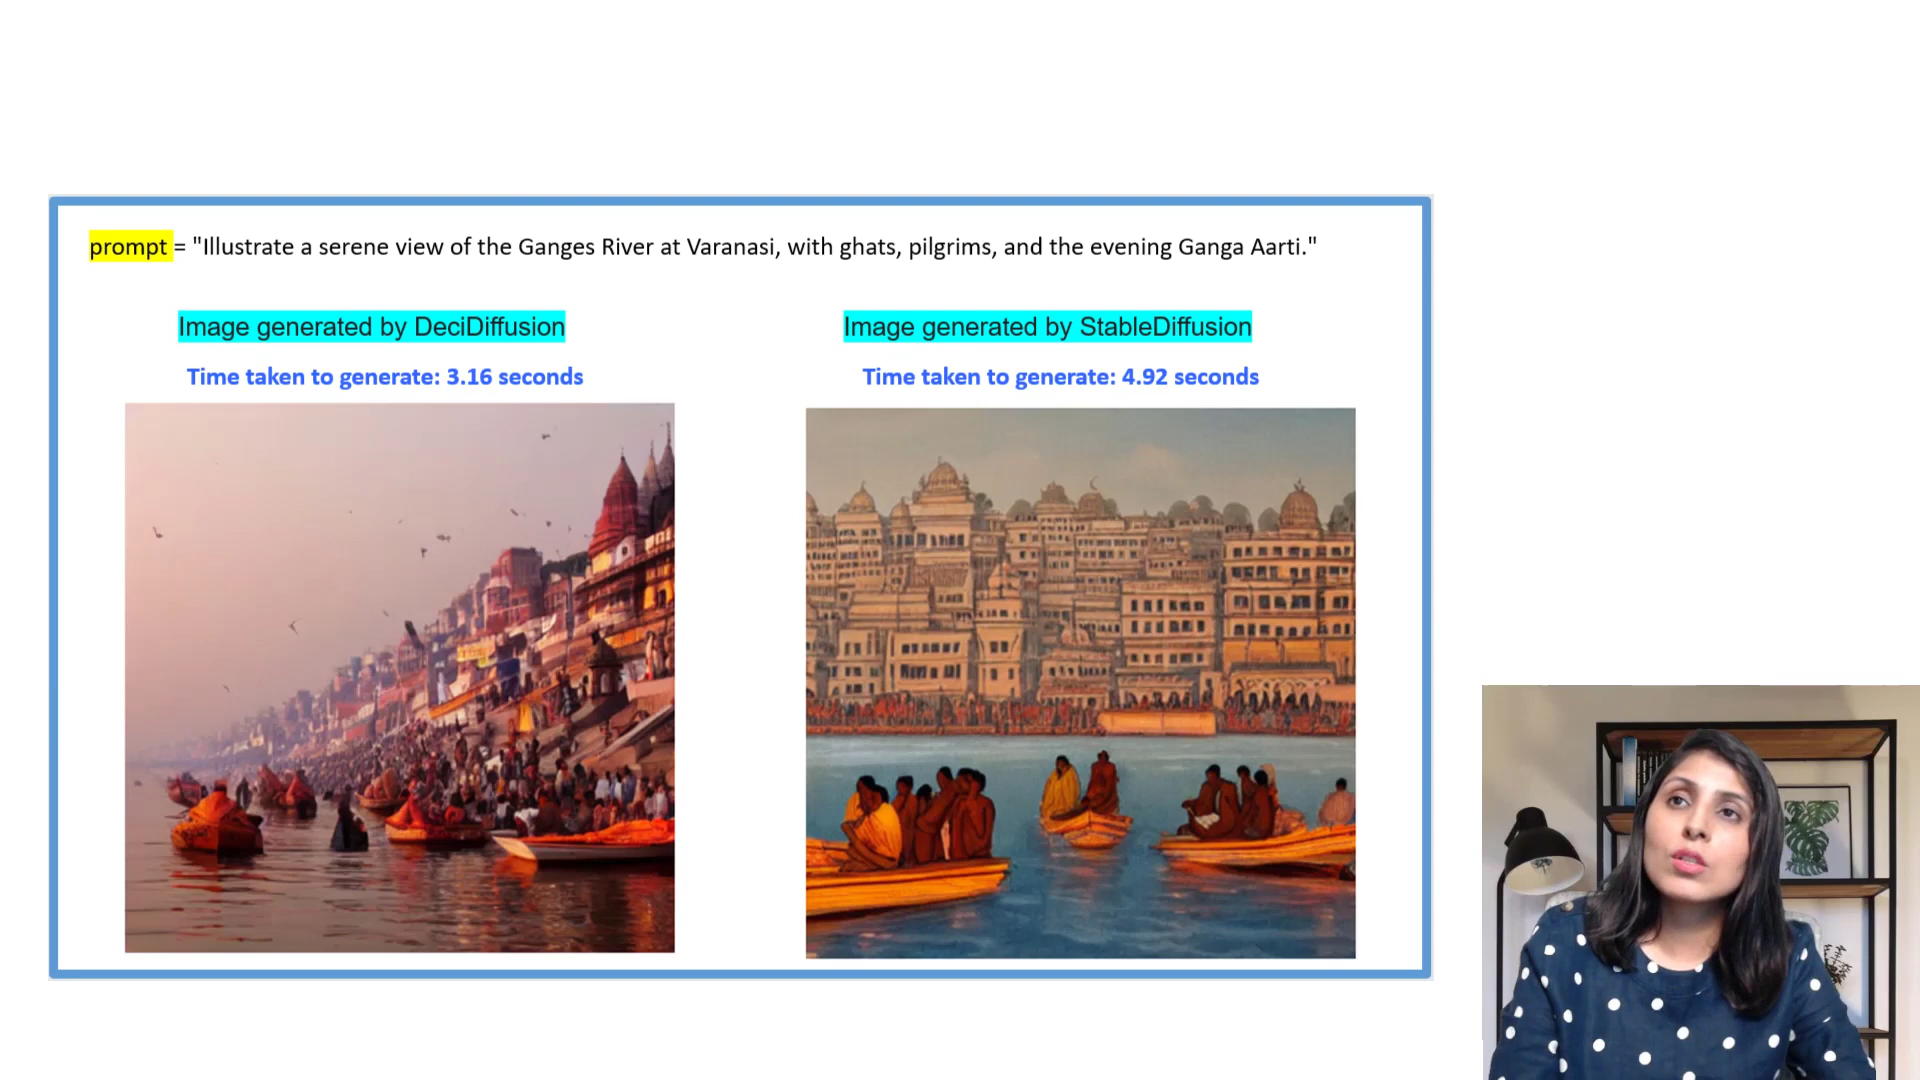 prompt = "Illustrate a serene view of the Ganges River at Varanasi, with ghats, pilgrims, and the evening Ganga Aarti."
Image generated by DeciDiffusion
Image generated by StableDiffusion
Time taken to generate: 3.16 seconds
Time taken to generate: 4.92 seconds